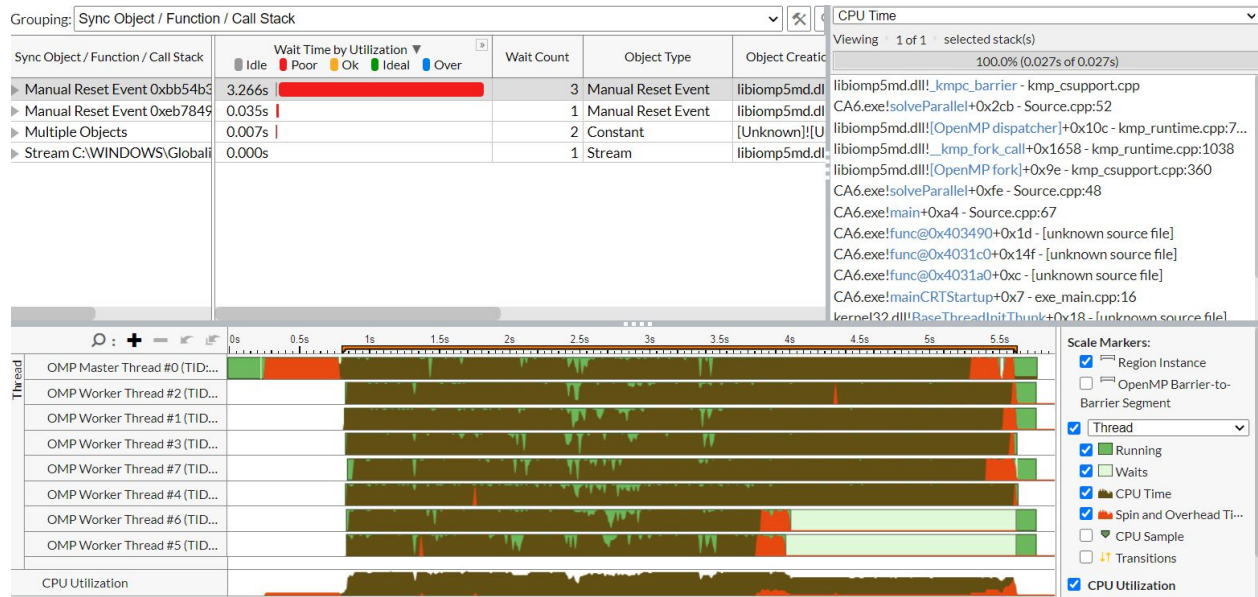 Grouping: Sync Object / Function / Call Stack
CPU Time
Viewing 1 of 1 selected stack(s)
100.0% (0.027s of 0.027s)
Sync Object / Function / Call Stack
Wait Time by Utilization
Idle Poor Ok Ideal Over
Wait Count
Object Type
Object Creatic
Manual Reset Event 0xbb54b3 3.266s 3 Manual Reset Event libiomp5md.dl
Manual Reset Event 0xeb7849 0.035s 1 Manual Reset Event libiomp5md.dl
Multiple Objects 0.007s 2 Constant [Unknown]![U
Stream C:\WINDOWS\Globali 0.000s 1 Stream libiomp5md.dl
libiomp5md.dll!_kmpc_barrier - kmp_csupport.cpp
CA6.exe!solveParallel+0x2cb - Source.cpp:52
libiomp5md.dll![OpenMP dispatcher]+0x10c - kmp_runtime.cpp:7...
libiomp5md.dll!__kmp_fork_call+0x1658 - kmp_runtime.cpp:1038
libiomp5md.dll![OpenMP fork]+0x9e - kmp_csupport.cpp:360
CA6.exe!solveParallel+0xfe - Source.cpp:48
CA6.exe!main+0xa4 - Source.cpp:67
CA6.exe!func@0x403490+0x1d - [unknown source file]
CA6.exe!func@0x4031c0+0x14f - [unknown source file]
CA6.exe!func@0x4031a0+0xc - [unknown source file]
CA6.exe!mainCRTStartup+0x7 - exe_main.cpp:16
kernel32.dll!BaseThreadInitThunk+0x18 - [unknown source file]
0s 0.5s 1s 1.5s 2s 2.5s 3s 3.5s 4s 4.5s 5s 5.5s
Thread
OMP Master Thread #0 (TID:...
OMP Worker Thread #2 (TID...
OMP Worker Thread #1 (TID...
OMP Worker Thread #3 (TID...
OMP Worker Thread #7 (TID...
OMP Worker Thread #4 (TID...
OMP Worker Thread #6 (TID...
OMP Worker Thread #5 (TID...
CPU Utilization
Scale Markers:
Region Instance
OpenMP Barrier-to-
Barrier Segment
Thread
Running
Waits
CPU Time
Spin and Overhead Ti...
CPU Sample
Transitions
CPU Utilization